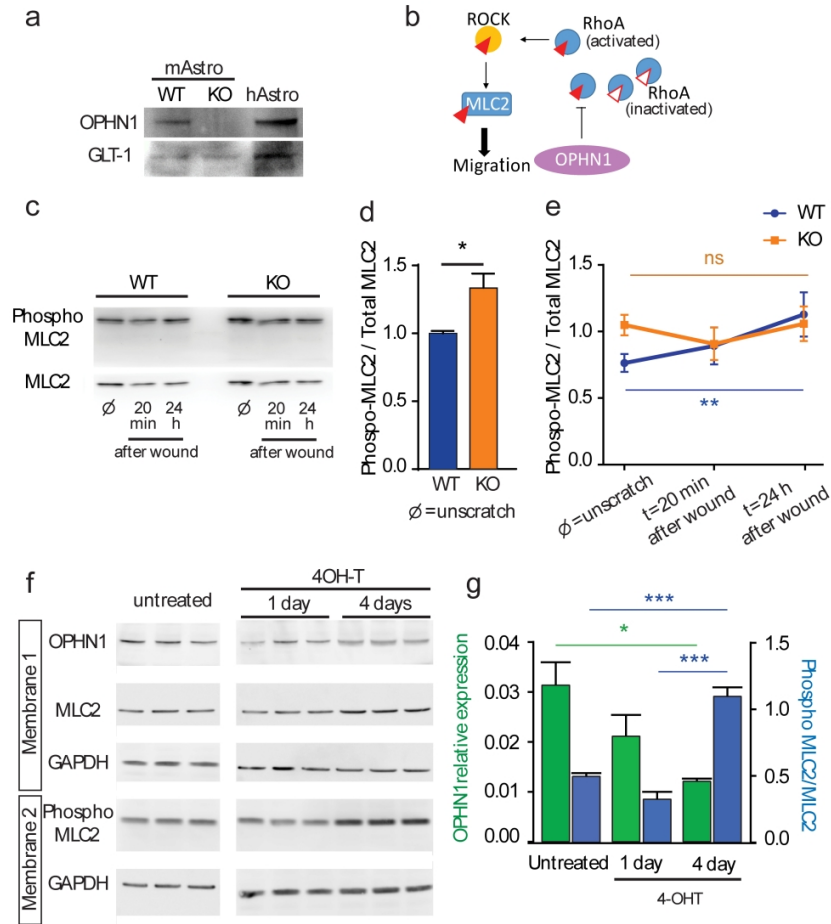 a
mAstro
WT KO hAstro
OPHN1
GLT-1
b
ROCK
RhoA
(activated)
MLC2
RhoA
(inactivated)
Migration
OPHN1
c
WT KO
Phospho
MLC2
MLC2
∅ 20 min 24 h ∅ 20 min 24 h
after wound after wound
d
Phospo-MLC2 / Total MLC2
1.5
1.0
0.5
0.0
*
WT KO
∅=unscratch
e
WT
KO
Phospo-MLC2 / Total MLC2
1.5
1.0
0.5
0.0
ns
**
∅=unscratch
t=20 min
after wound
t=24 h
after wound
f
4OH-T
untreated 1 day 4 days
Membrane 1
OPHN1
MLC2
GAPDH
Membrane 2
Phospho
MLC2
GAPDH
g
***
*
***
OPHN1relative expression
0.04
0.03
0.02
0.01
0.00
1.5
1.0
0.5
0.0
Phospho MLC2/MLC2
Untreated 1 day 4 day
4-OHT